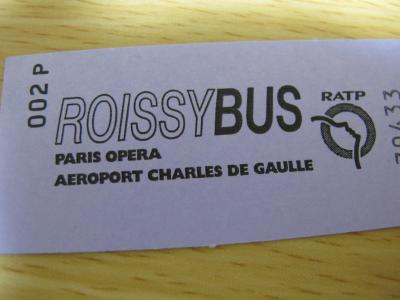 002 P
ROISSYBUS
RATP
PARIS OPERA
AEROPORT CHARLES DE GAULLE